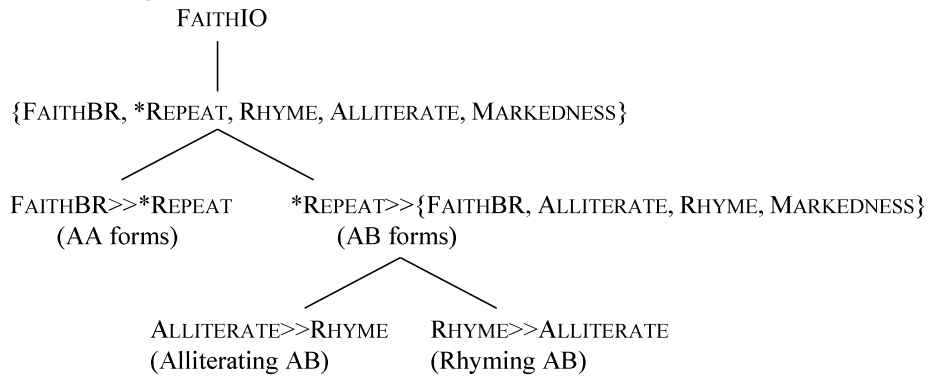 FAITHIO
{FAITHBR, *REPEAT, RHYME, ALLITERATE, MARKEDNESS}
FAITHBR>>*REPEAT *REPEAT>>{FAITHBR, ALLITERATE, RHYME, MARKEDNESS}
(AA forms) (AB forms)
ALLITERATE>>RHYME RHYME>>ALLITERATE
(Alliterating AB) (Rhyming AB)